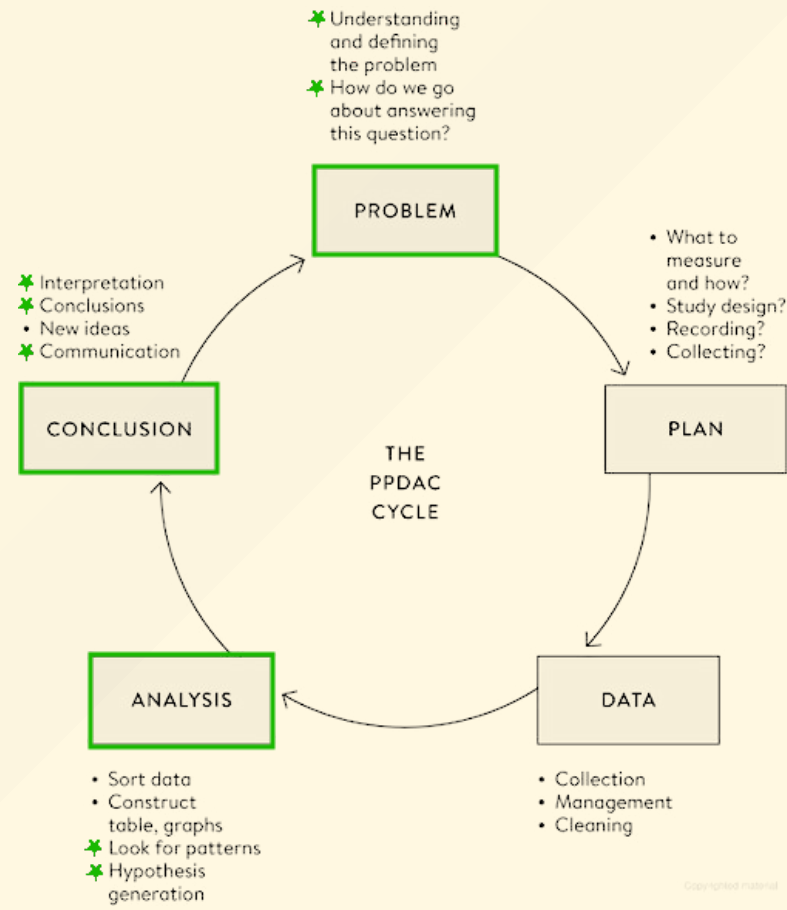 Understanding
and defining
the problem
How do we go
about answering
this question?
PROBLEM
• What to
measure
and how?
• Study design?
• Recording?
• Collecting?
PLAN
Interpretation
Conclusions
• New ideas
Communication
CONCLUSION
THE
PPDAC
CYCLE
ANALYSIS
• Sort data
• Construct
table, graphs
Look for patterns
Hypothesis
generation
DATA
• Collection
• Management
• Cleaning
Copyrighted material